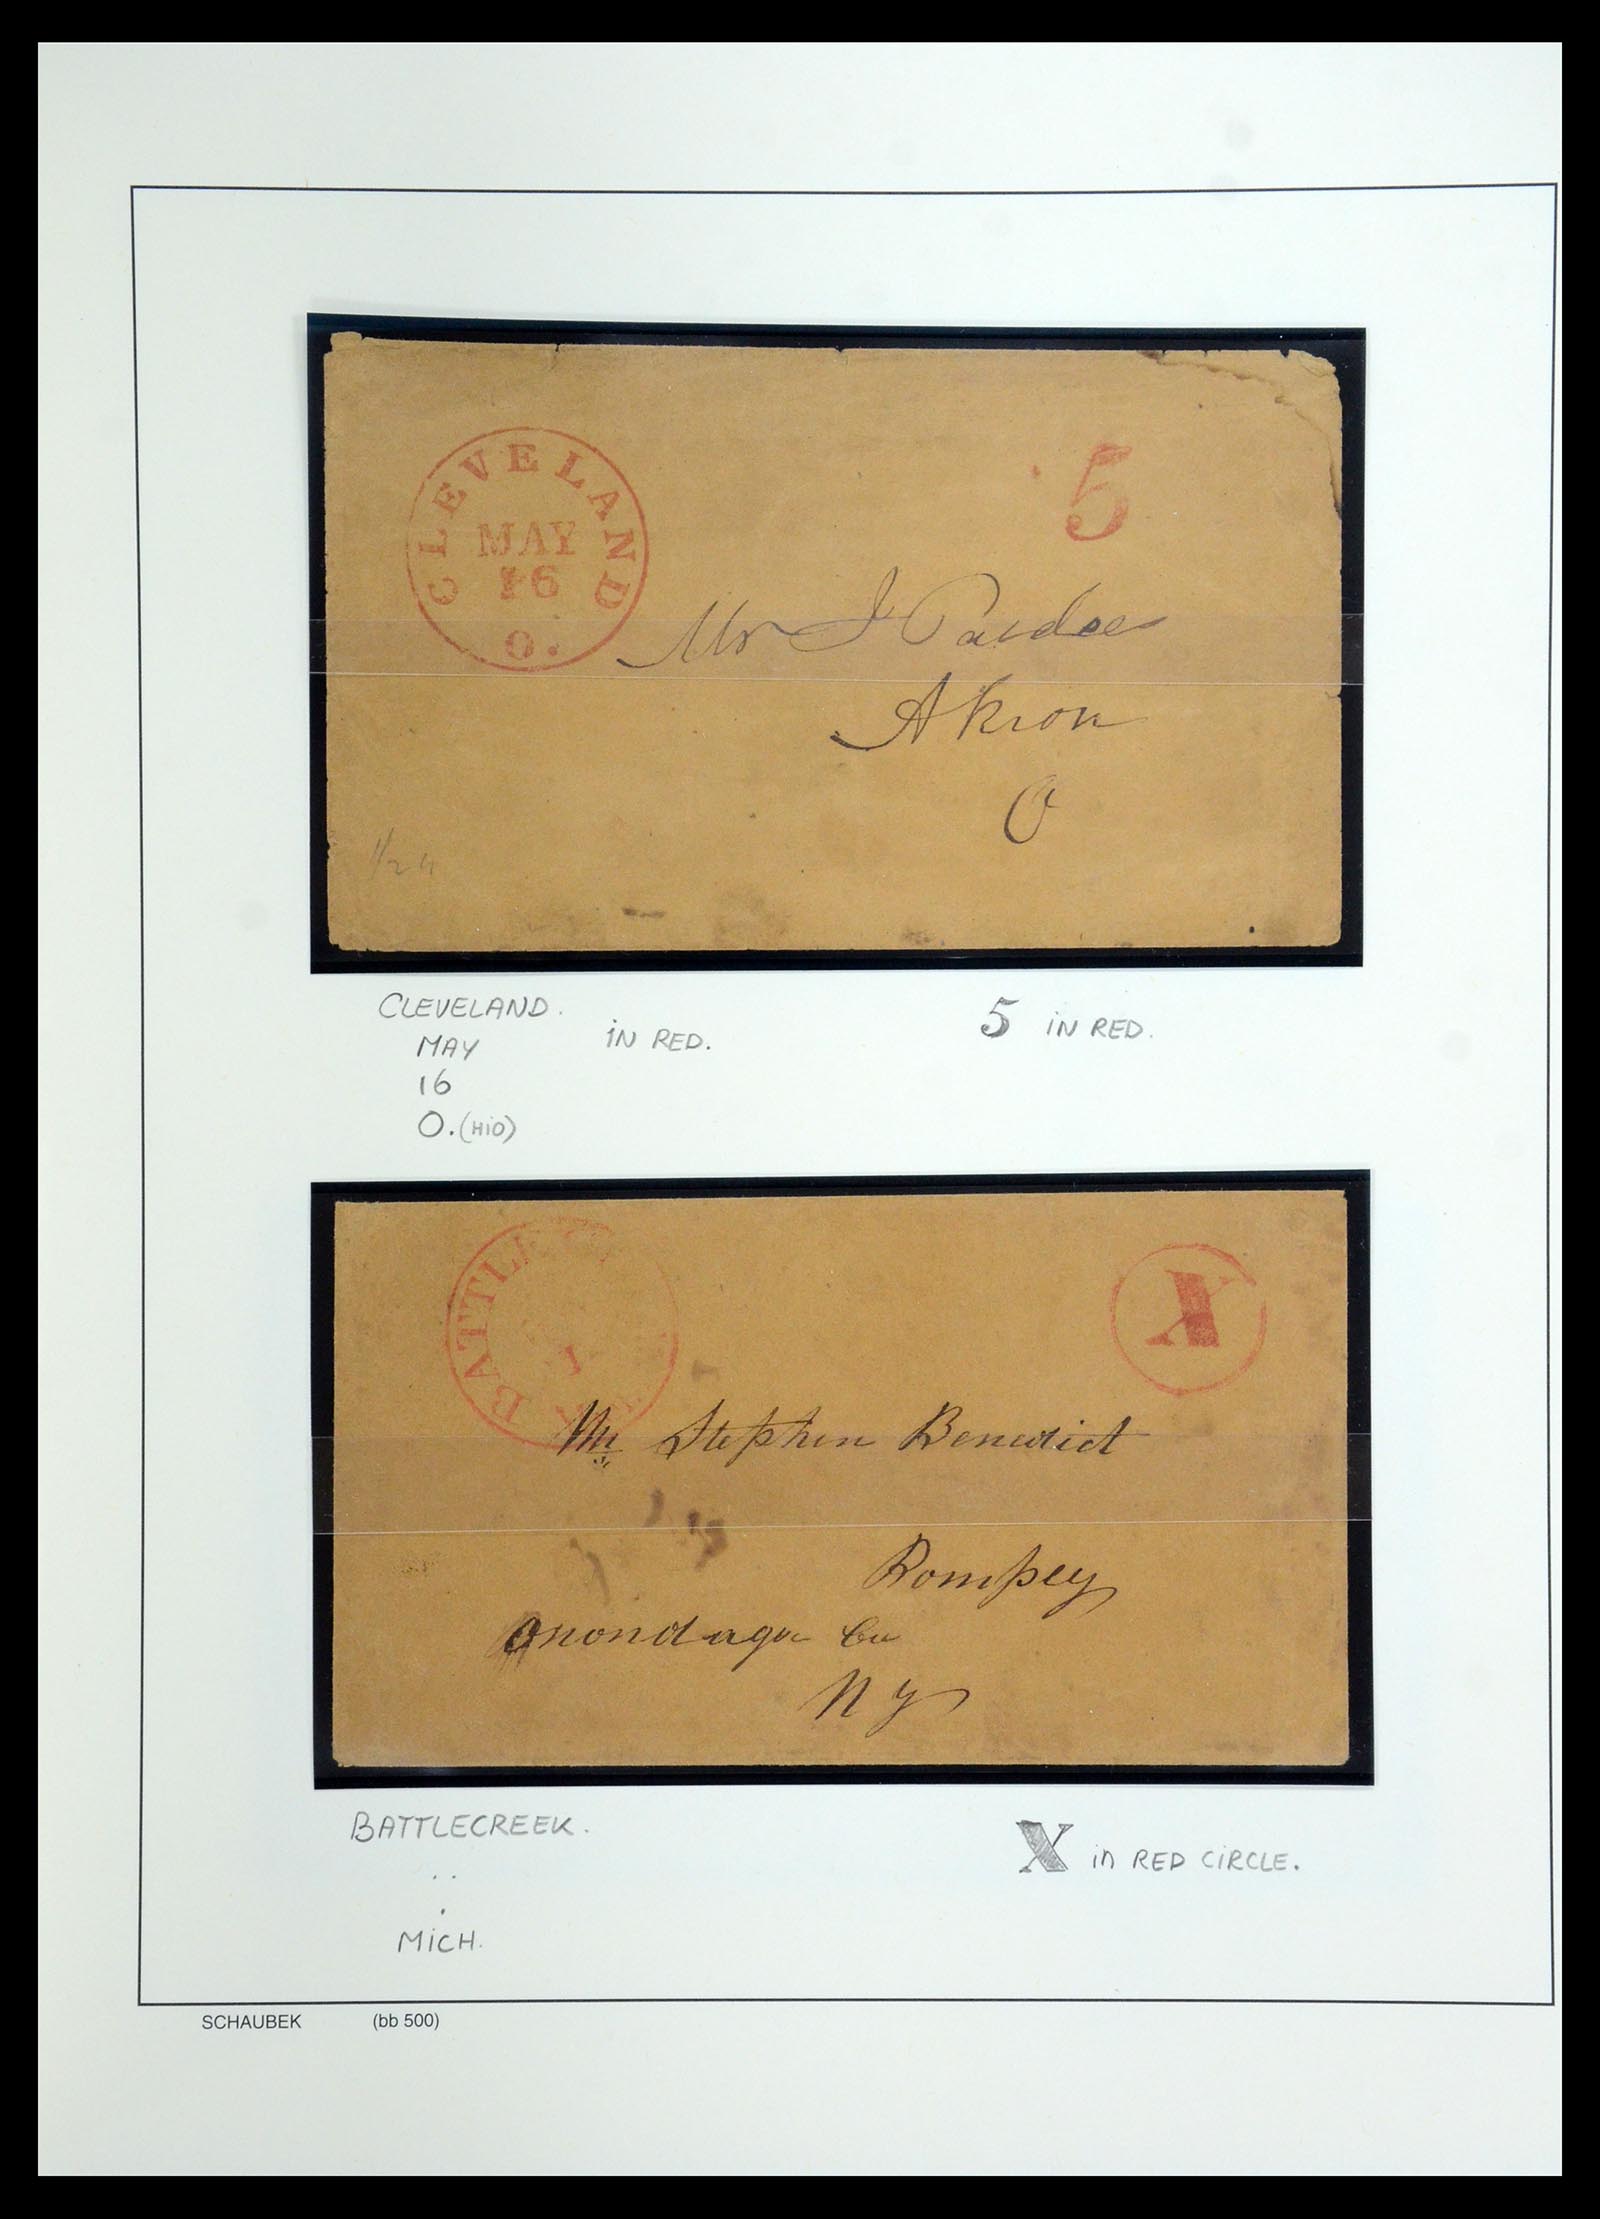 CLEVELAND
MAY
16
O.
5
Mr J Pardee
Akron
O
CLEVELAND.
MAY
16
O.(HIO)
IN RED.
5 IN RED.
BATTLE
K
1
X
Mr Stephen Benedict
Pompey
Onondaga Co
N Y
BATTLECREEK.
. .
.
MICH.
X in RED CIRCLE.
SCHAUBEK (bb 500)